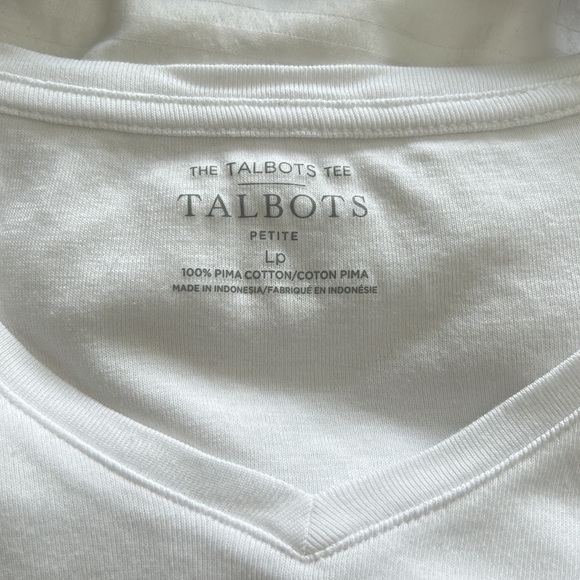 THE TALBOTS TEE
TALBOTS
PETITE
Lp
100% PIMA COTTON/COTON PIMA
MADE IN INDONESIA/FABRIQUÉ EN INDONÉSIE